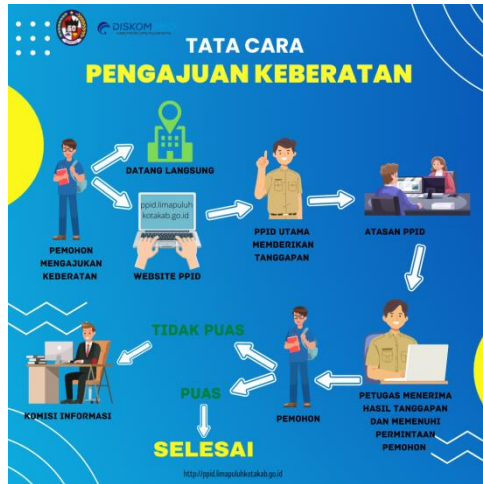 DISKOM
TATA CARA
PENGAJUAN KEBERATAN
DATANG LANGSUNG
ppid.limapuluh
kotakab.go.id
PEMOHON
MENGAJUKAN
KEBERATAN
WEBSITE PPID
PPID UTAMA
MEMBERIKAN
TANGGAPAN
ATASAN PPID
TIDAK PUAS
PUAS
KOMISI INFORMASI
PEMOHON
PETUGAS MENERIMA
HASIL TANGGAPAN
DAN MEMENUHI
PERMINTAAN
PEMOHON
SELESAI
http://ppid.limapuluhkotakab.go.id